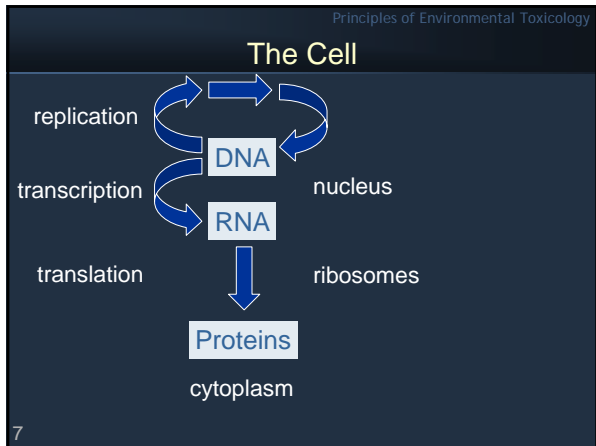 Principles of Environmental Toxicology
The Cell
replication
DNA
nucleus
transcription
RNA
translation
ribosomes
Proteins
cytoplasm
7